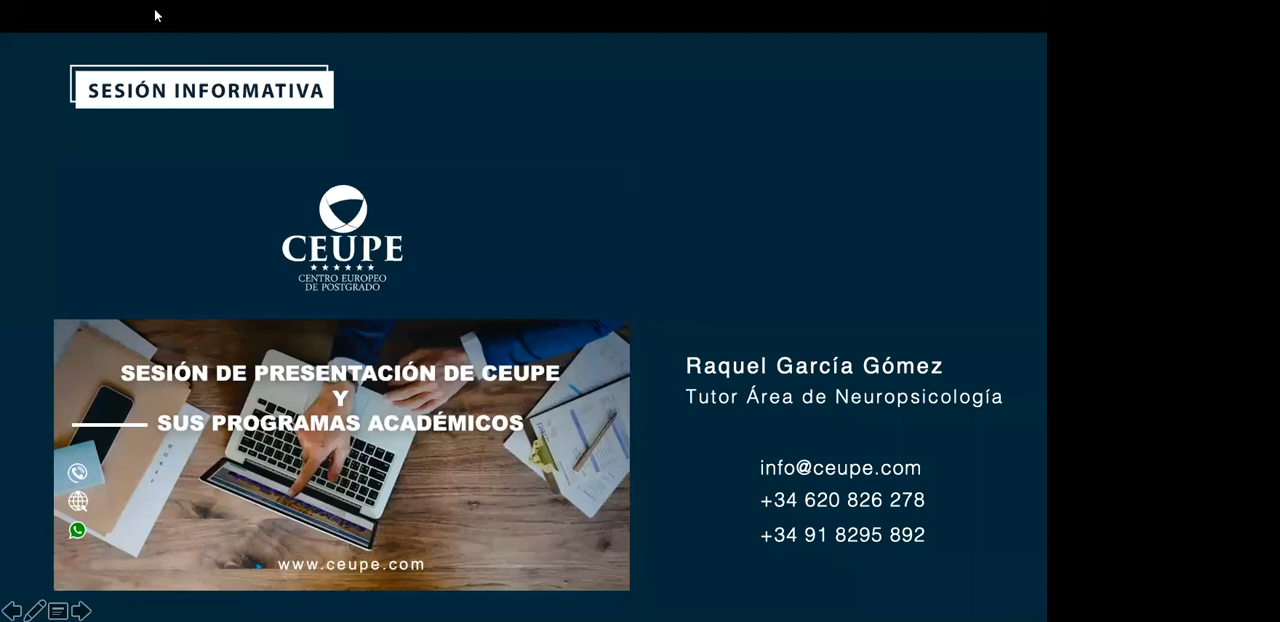 SESIÓN INFORMATIVA
CEUPE
CENTRO EUROPEO
DE POSTGRADO
SESIÓN DE PRESENTACIÓN DE CEUPE
Y
SUS PROGRAMAS ACADÉMICOS
www.ceupe.com
Raquel García Gómez
Tutor Área de Neuropsicología
info@ceupe.com
+34 620 826 278
+34 91 8295 892